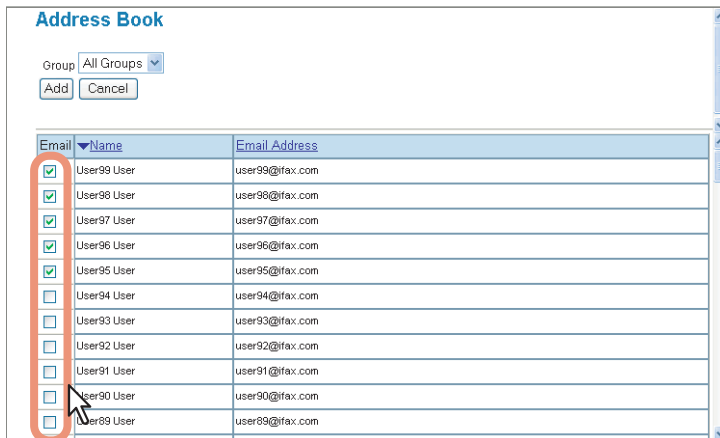 Address Book
Group All Groups
Add Cancel
Email Name Email Address
User99 User user99@ifax.com
User98 User user98@ifax.com
User97 User user97@ifax.com
User96 User user96@ifax.com
User95 User user95@ifax.com
User94 User user94@ifax.com
User93 User user93@ifax.com
User92 User user92@ifax.com
User91 User user91@ifax.com
User90 User user90@ifax.com
User89 User user89@ifax.com